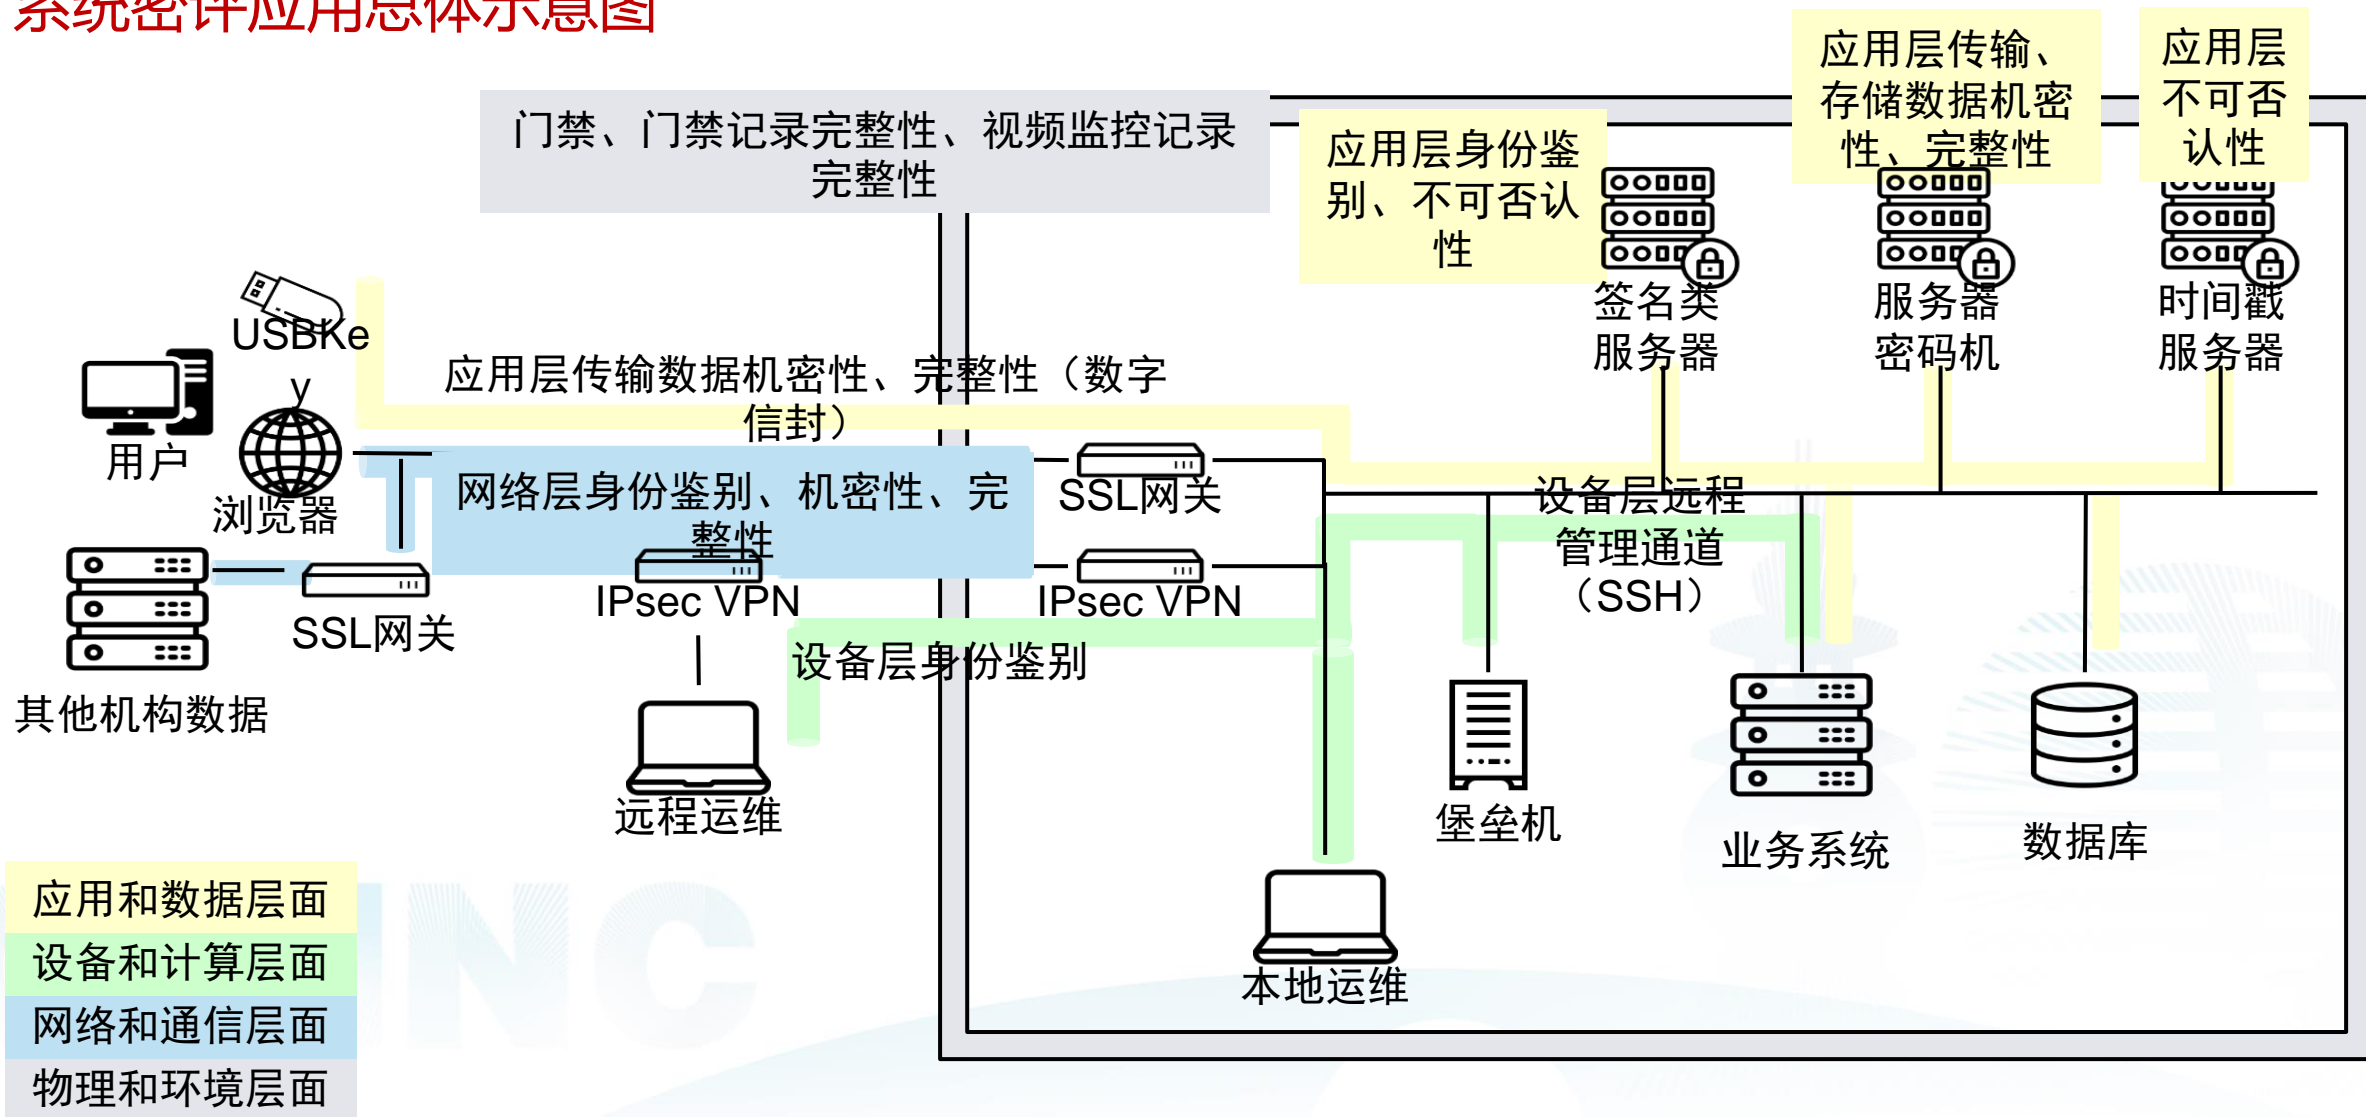 系统密评应用总体示意图
应用层传输、
存储数据机密
性、完整性
应用层
不可否
认性
门禁、门禁记录完整性、视频监控记录
完整性
应用层身份鉴
别、不可否认
性
签名类
服务器
服务器
密码机
时间戳
服务器
USBKe
y
用户
浏览器
应用层传输数据机密性、完整性（数字
信封）
网络层身份鉴别、机密性、完
整性
SSL网关
设备层远程
管理通道
（SSH）
IPsec VPN
IPsec VPN
SSL网关
设备层身份鉴别
其他机构数据
远程运维
堡垒机
业务系统
数据库
本地运维
应用和数据层面
设备和计算层面
网络和通信层面
物理和环境层面
INC